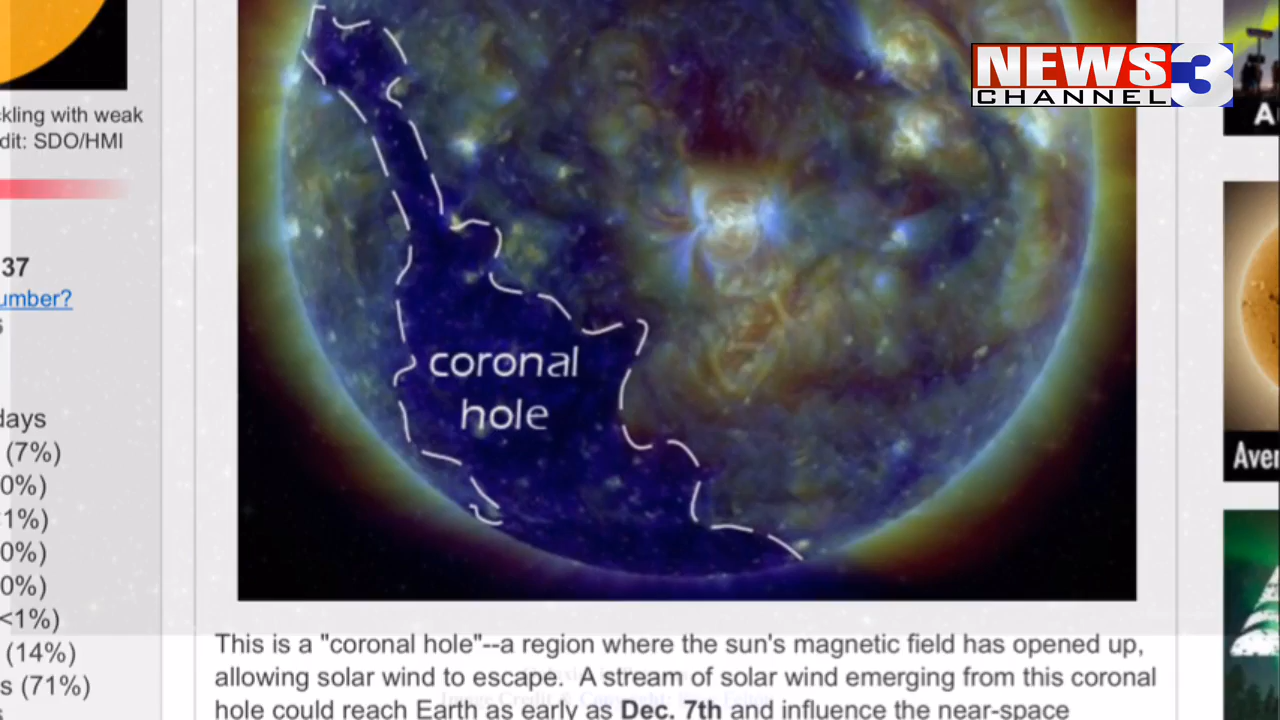 NEWS
CHANNEL 3
kling with weak
dit: SDO/HMI
37
umber?
days
(7%)
0%)
1%)
0%)
0%)
<1%)
(14%)
s (71%)
coronal
hole
This is a "coronal hole"--a region where the sun's magnetic field has opened up,
allowing solar wind to escape. A stream of solar wind emerging from this coronal
hole could reach Earth as early as Dec. 7th and influence the near-space
A
Aver